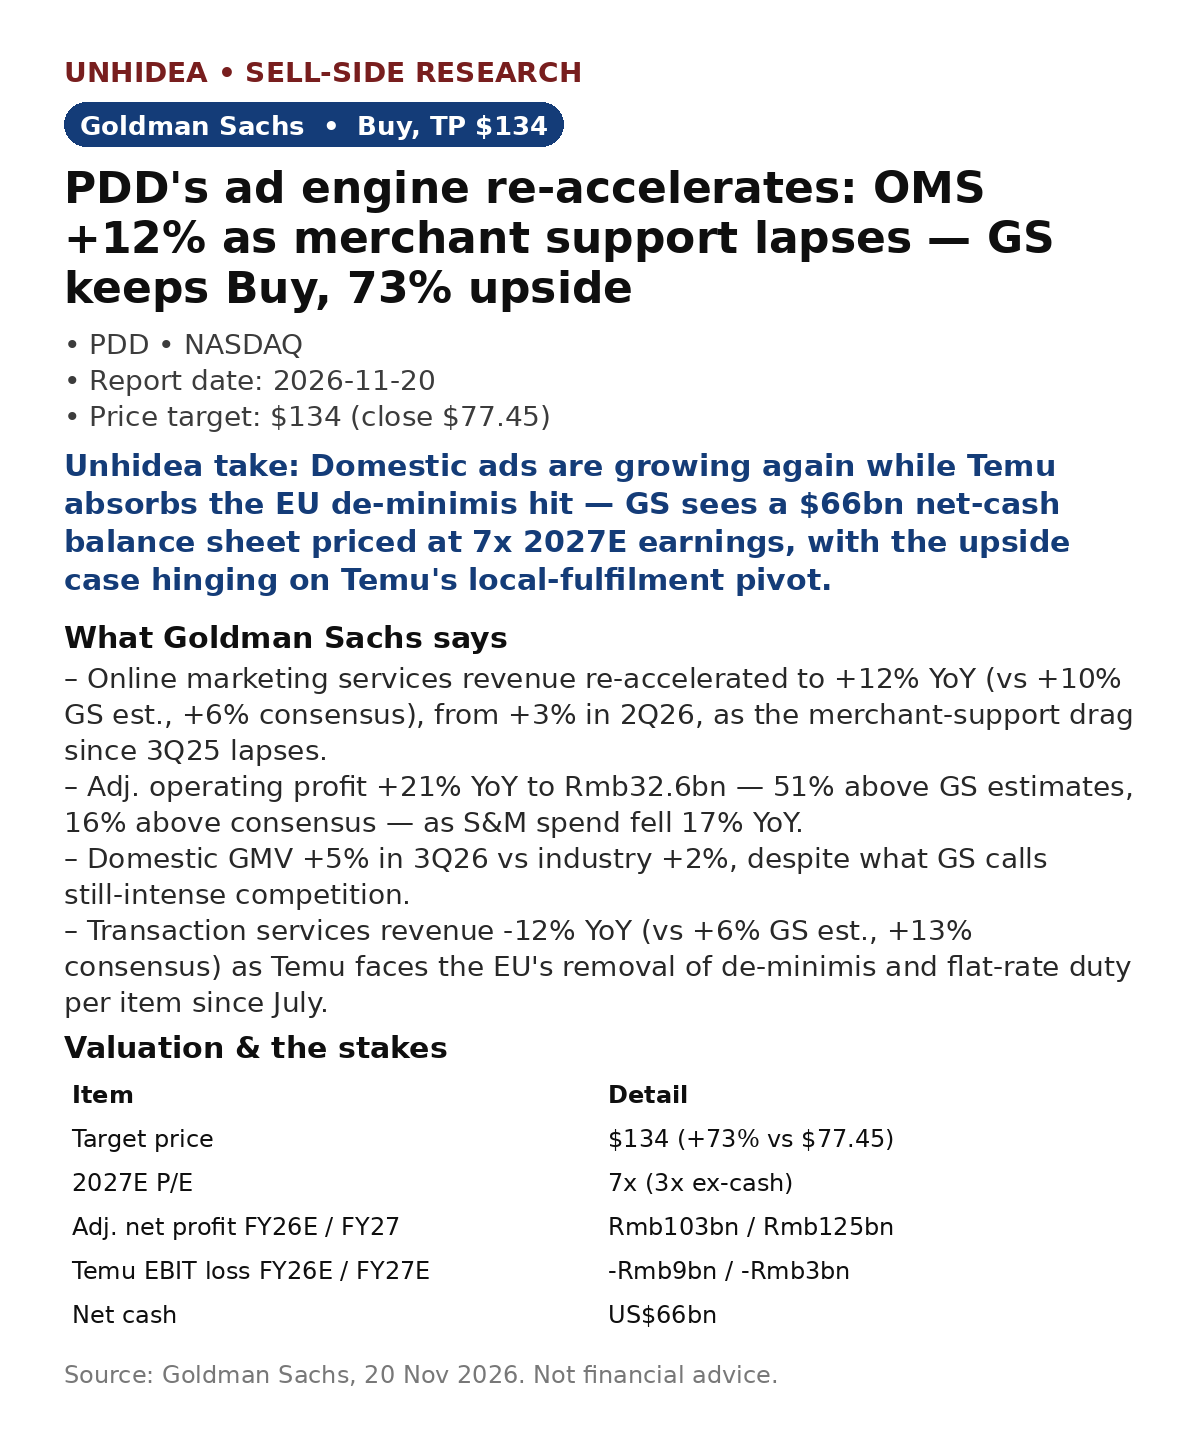 UNHIDEA • SELL-SIDE RESEARCH
Goldman Sachs • Buy, TP $134
PDD's ad engine re-accelerates: OMS
+12% as merchant support lapses — GS
keeps Buy, 73% upside
• PDD • NASDAQ
• Report date: 2026-11-20
• Price target: $134 (close $77.45)
Unhidea take: Domestic ads are growing again while Temu
absorbs the EU de-minimis hit — GS sees a $66bn net-cash
balance sheet priced at 7x 2027E earnings, with the upside
case hinging on Temu's local-fulfilment pivot.
What Goldman Sachs says
– Online marketing services revenue re-accelerated to +12% YoY (vs +10%
GS est., +6% consensus), from +3% in 2Q26, as the merchant-support drag
since 3Q25 lapses.
– Adj. operating profit +21% YoY to Rmb32.6bn — 51% above GS estimates,
16% above consensus — as S&M spend fell 17% YoY.
– Domestic GMV +5% in 3Q26 vs industry +2%, despite what GS calls
still-intense competition.
– Transaction services revenue -12% YoY (vs +6% GS est., +13%
consensus) as Temu faces the EU's removal of de-minimis and flat-rate duty
per item since July.
Valuation & the stakes
Item Detail
Target price $134 (+73% vs $77.45)
2027E P/E 7x (3x ex-cash)
Adj. net profit FY26E / FY27 Rmb103bn / Rmb125bn
Temu EBIT loss FY26E / FY27E -Rmb9bn / -Rmb3bn
Net cash US$66bn
Source: Goldman Sachs, 20 Nov 2026. Not financial advice.